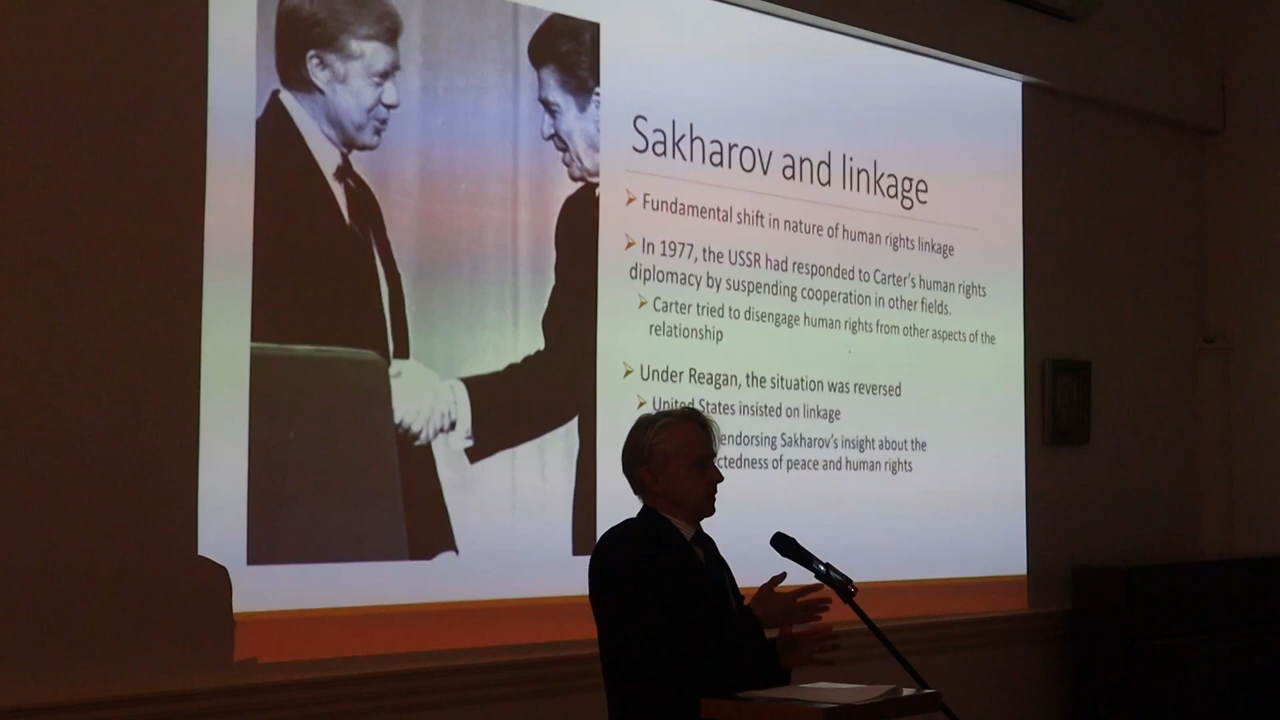 Sakharov and linkage
Fundamental shift in nature of human rights linkage
In 1977, the USSR had responded to Carter's human rights
diplomacy by suspending cooperation in other fields.
Carter tried to disengage human rights from other aspects of the
relationship
Under Reagan, the situation was reversed
United States insisted on linkage
endorsing Sakharov's insight about the
ctedness of peace and human rights